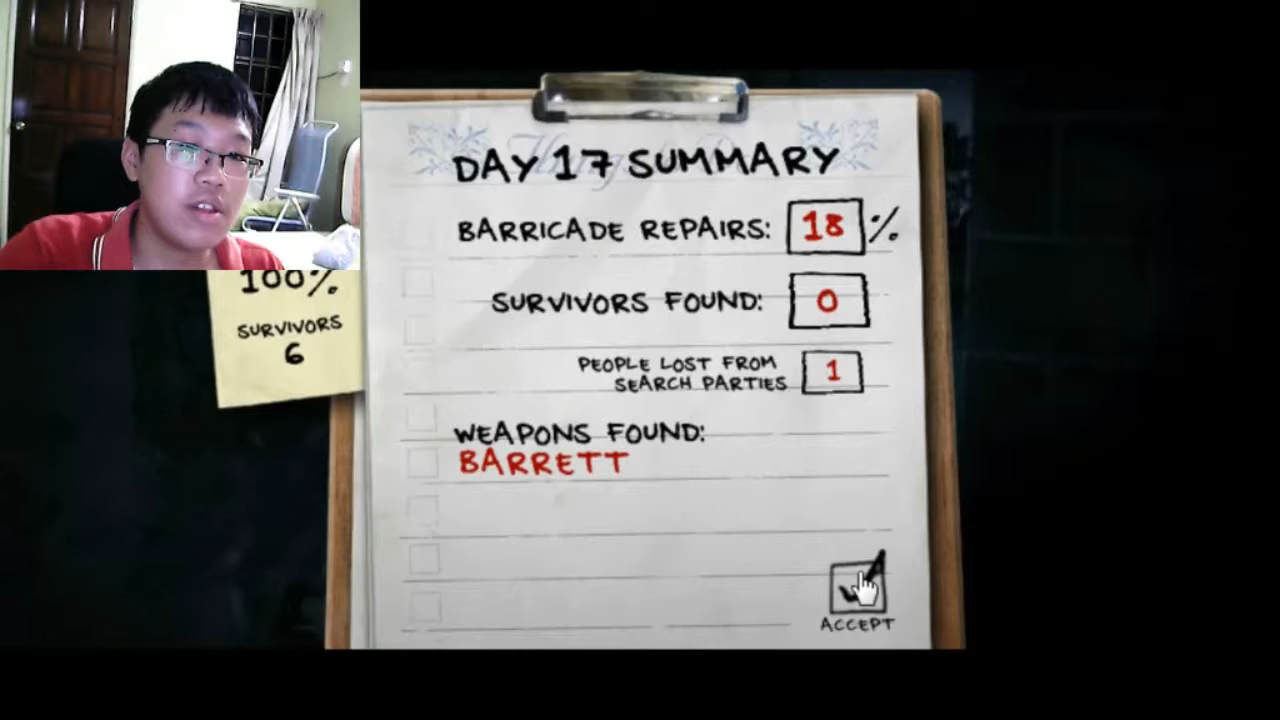 DAY 17 SUMMARY
BARRICADE REPAIRS: 18 %
100%
SURVIVORS FOUND: 0
SURVIVORS
6
PEOPLE LOST FROM
SEARCH PARTIES 1
WEAPONS FOUND:
BARRETT
ACCEPT